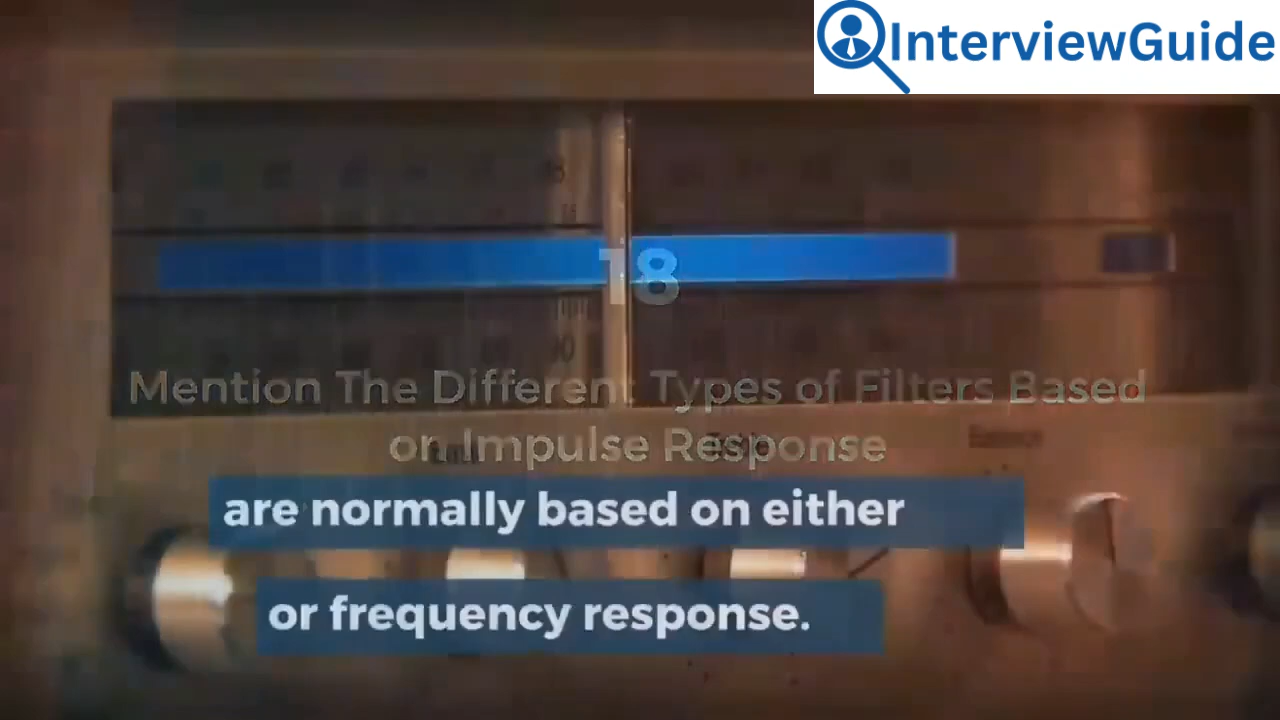 InterviewGuide
18
Mention The Different Types of Filters Based
on Impulse Response
are normally based on either
or frequency response.